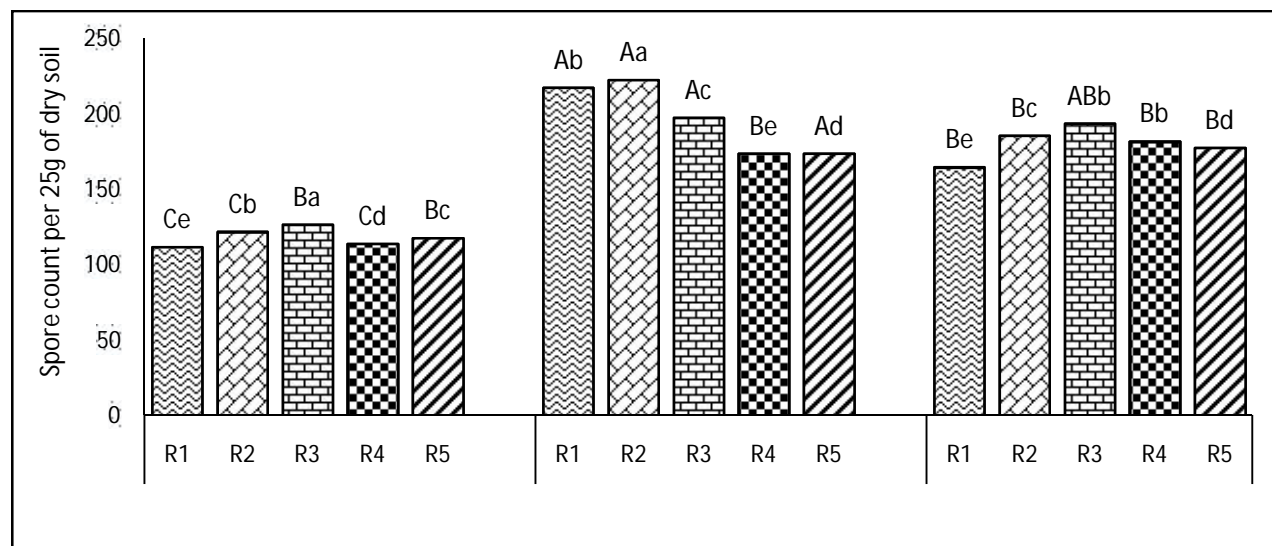 Spore count per 25g of dry soil
250
200
150
100
50
0
Ce
Cb
Ba
Cd
Bc
Ab
Aa
Ac
Be
Ad
Be
Bc
ABb
Bb
Bd
R1 R2 R3 R4 R5 R1 R2 R3 R4 R5 R1 R2 R3 R4 R5